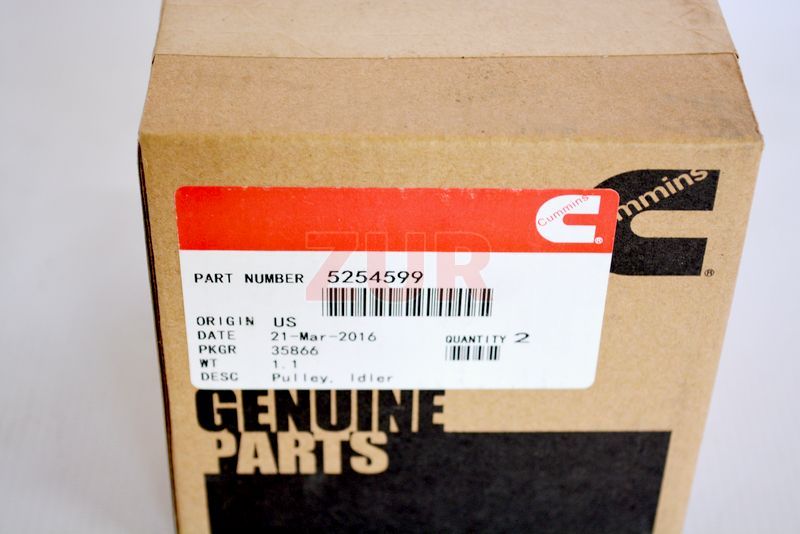 Cummins
®
mmins
®
ZUR
PART NUMBER 5254599
ORIGIN US
DATE 21-Mar-2016
QUANTITY 2
PKGR 35866
WT 1.1
DESC Pulley, Idler
GENUINE
PARTS